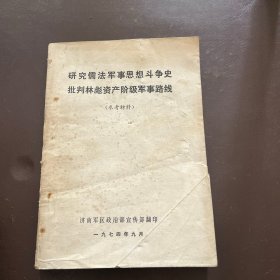 研究儒法军事思想斗争史
批判林彪资产阶级军事路线
(参考材料)
济南军区政治部宣传部翻印
一九七四年九月